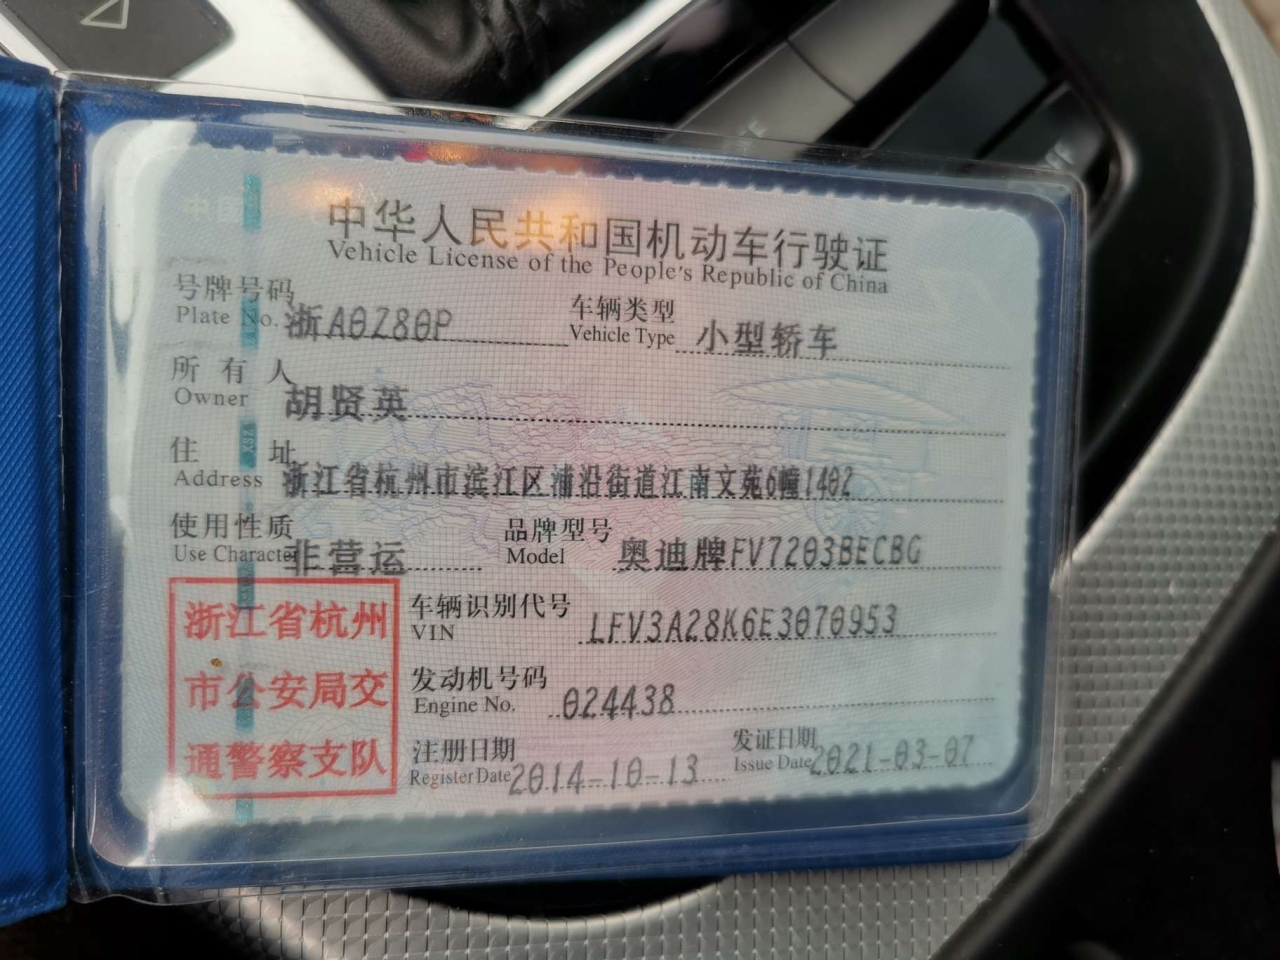 中华人民共和国机动车行驶证
Vehicle License of the People's Republic of China
号牌号码 浙A0Z80P 车辆类型 小型轿车
Plate No. Vehicle Type
所有人 胡贤英
Owner
住址 浙江省杭州市滨江区浦沿街道江南文苑6幢1402
Address
使用性质 非营运 品牌型号 奥迪牌FV7203BECBG
Use Character Model
浙江省杭州
市公安局交
通警察支队
车辆识别代号 LFV3A28K6E3070953
VIN
发动机号码 024438
Engine No.
注册日期 2014-10-13 发证日期 2021-03-07
Register Date Issue Date